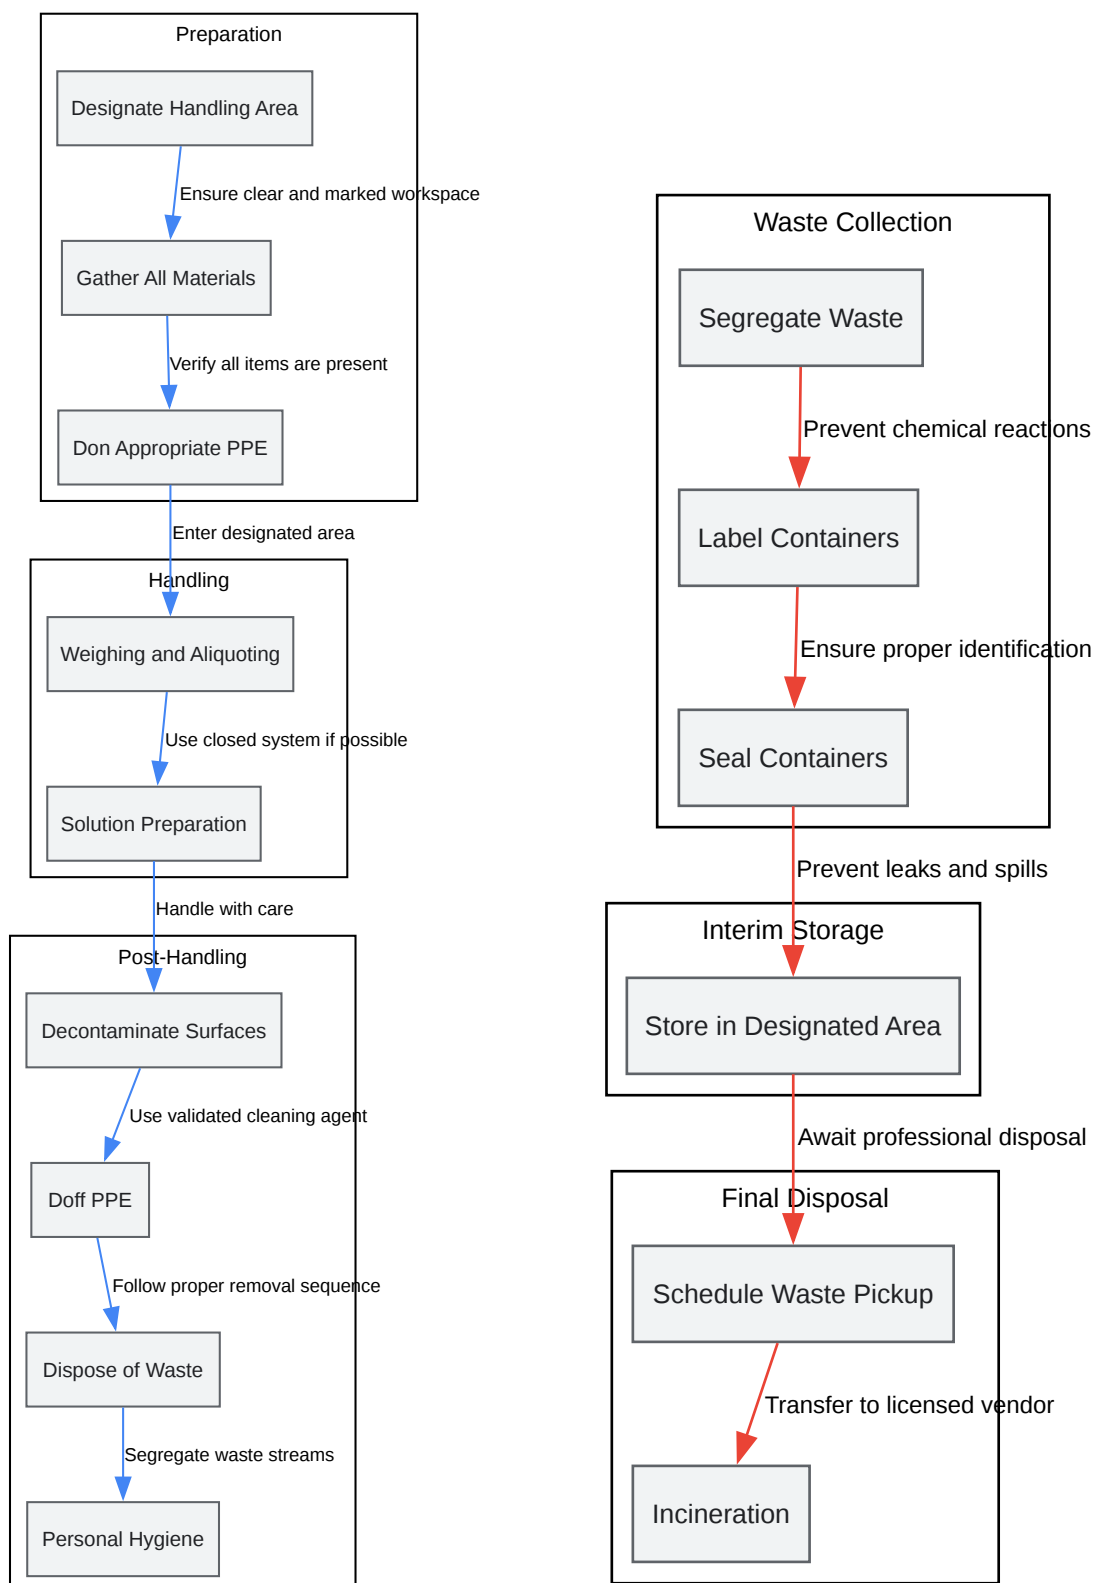 Preparation
Designate Handling Area
Ensure clear and marked workspace
Gather All Materials
Verify all items are present
Don Appropriate PPE
Enter designated area
Handling
Weighing and Aliquoting
Use closed system if possible
Solution Preparation
Handle with care
Post-Handling
Decontaminate Surfaces
Use validated cleaning agent
Doff PPE
Follow proper removal sequence
Dispose of Waste
Segregate waste streams
Personal Hygiene
Waste Collection
Segregate Waste
Prevent chemical reactions
Label Containers
Ensure proper identification
Seal Containers
Prevent leaks and spills
Interim Storage
Store in Designated Area
Await professional disposal
Final Disposal
Schedule Waste Pickup
Transfer to licensed vendor
Incineration